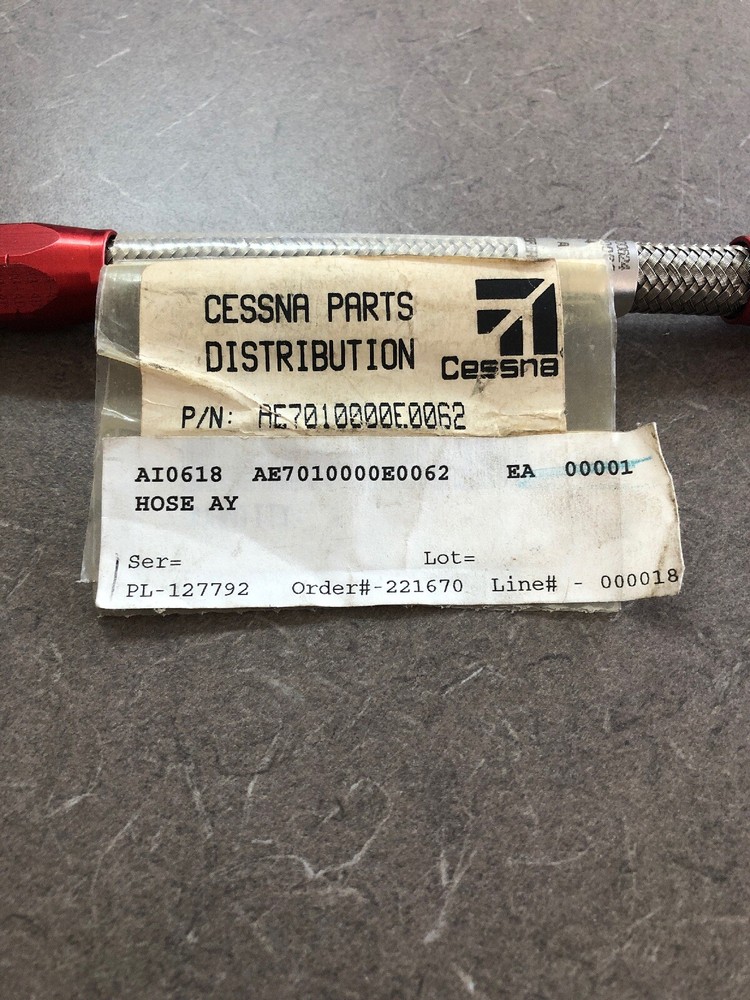 CESSNA PARTS
DISTRIBUTION
Cessna
P/N: AE7010000E0062
AI0618 AE7010000E0062 EA 00001
HOSE AY
Ser= Lot=
PL-127792 Order#-221670 Line# - 000018